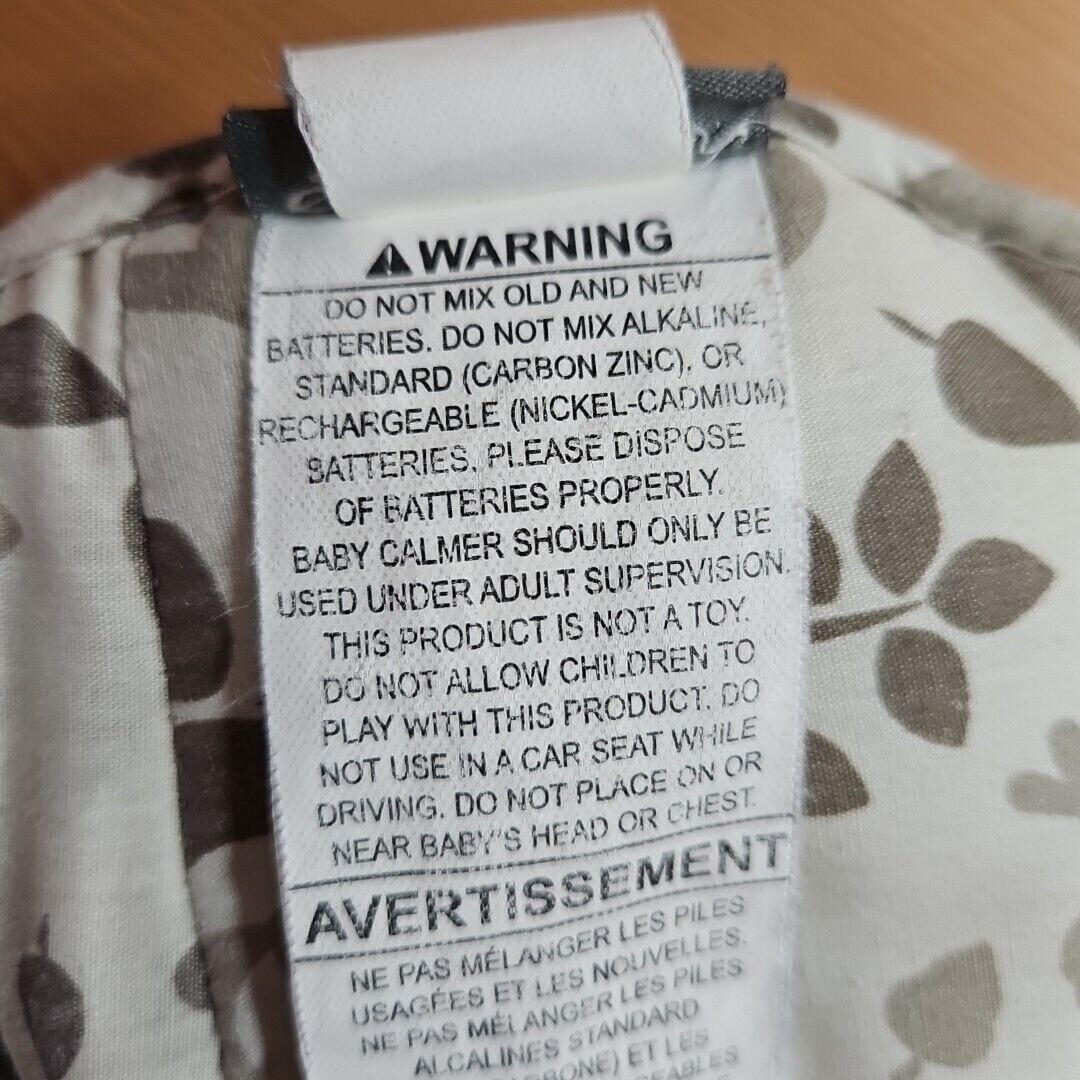 ⚠WARNING
DO NOT MIX OLD AND NEW
BATTERIES. DO NOT MIX ALKALINE,
STANDARD (CARBON ZINC), OR
RECHARGEABLE (NICKEL-CADMIUM)
BATTERIES. PLEASE DISPOSE
OF BATTERIES PROPERLY.
BABY CALMER SHOULD ONLY BE
USED UNDER ADULT SUPERVISION.
THIS PRODUCT IS NOT A TOY.
DO NOT ALLOW CHILDREN TO
PLAY WITH THIS PRODUCT. DO
NOT USE IN A CAR SEAT WHILE
DRIVING. DO NOT PLACE ON OR
NEAR BABY'S HEAD OR CHEST.
AVERTISSEMENT
NE PAS MÉLANGER LES PILES
USAGÉES ET LES NOUVELLES.
NE PAS MÉLANGER LES PILES
ALCALINES STANDARD
ET LES